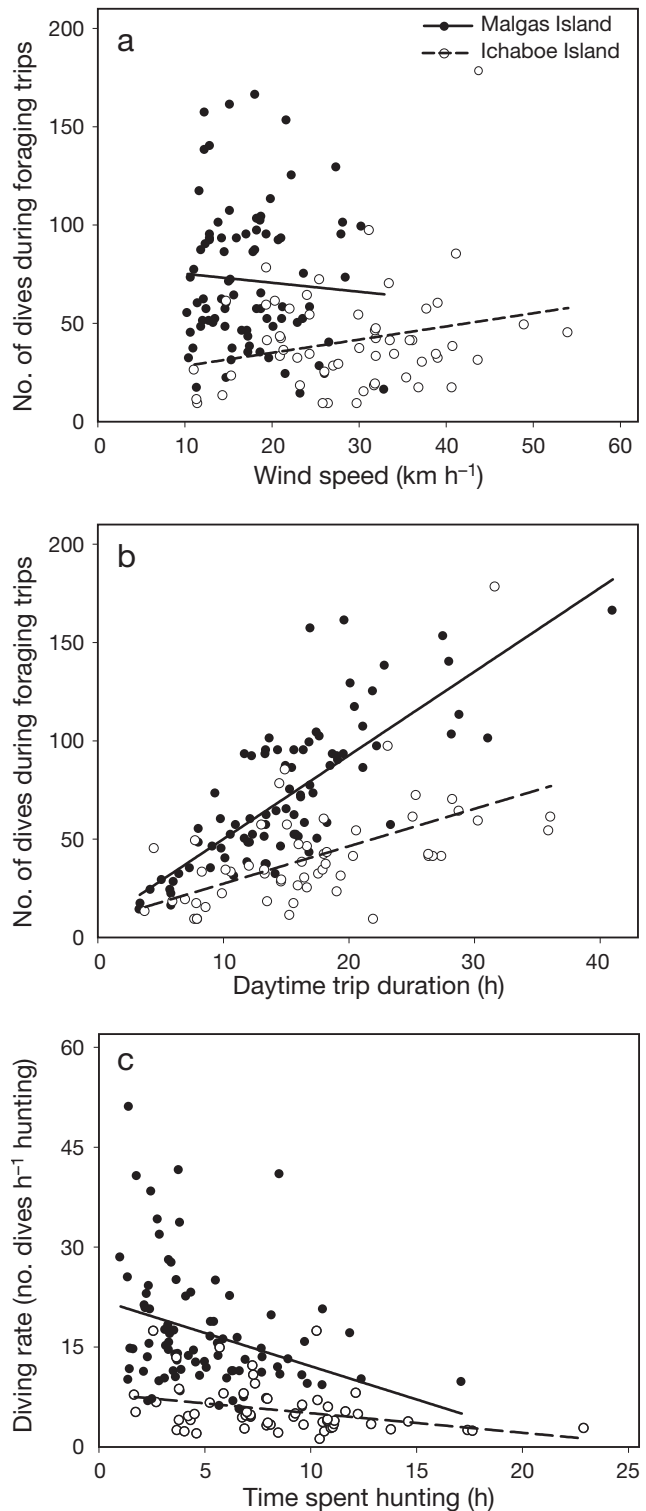 a
Malgas Island
Ichaboe Island
No. of dives during foraging trips
200
150
100
50
0
0 10 20 30 40 50 60
Wind speed (km h⁻¹)
b
No. of dives during foraging trips
200
150
100
50
0
0 10 20 30 40
Daytime trip duration (h)
c
Diving rate (no. dives h⁻¹ hunting)
60
45
30
15
0
0 5 10 15 20 25
Time spent hunting (h)